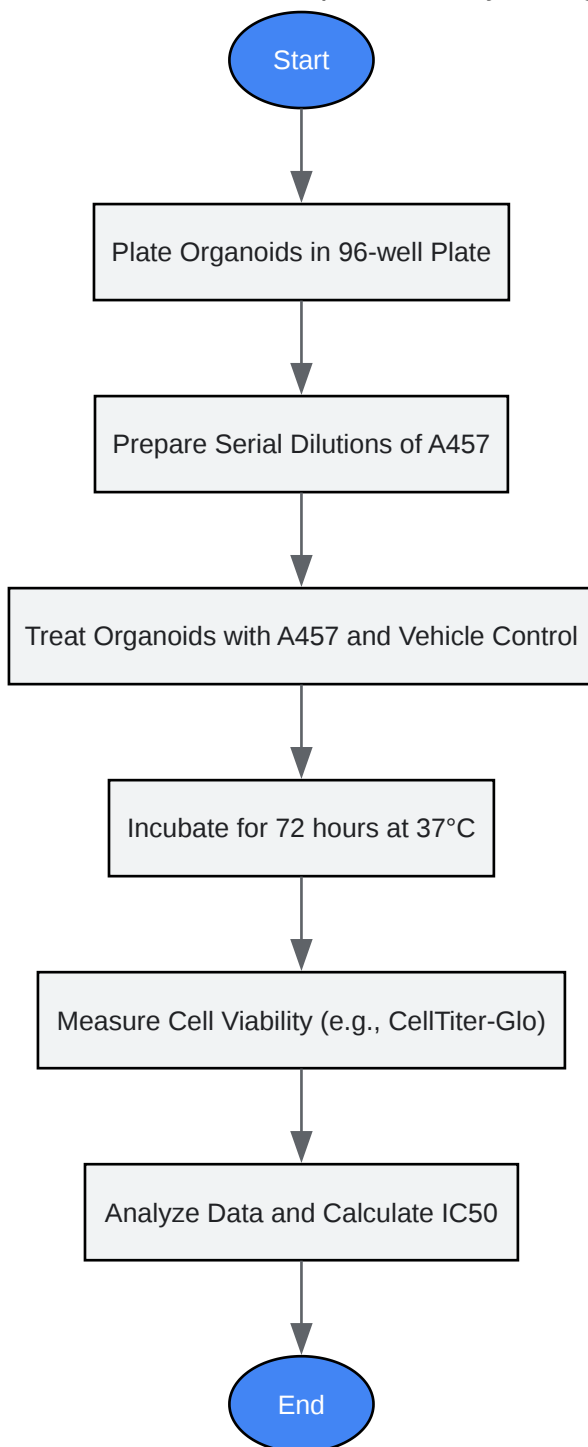 Start
Plate Organoids in 96-well Plate
Prepare Serial Dilutions of A457
Treat Organoids with A457 and Vehicle Control
Incubate for 72 hours at 37°C
Measure Cell Viability (e.g., CellTiter-Glo)
Analyze Data and Calculate IC50
End